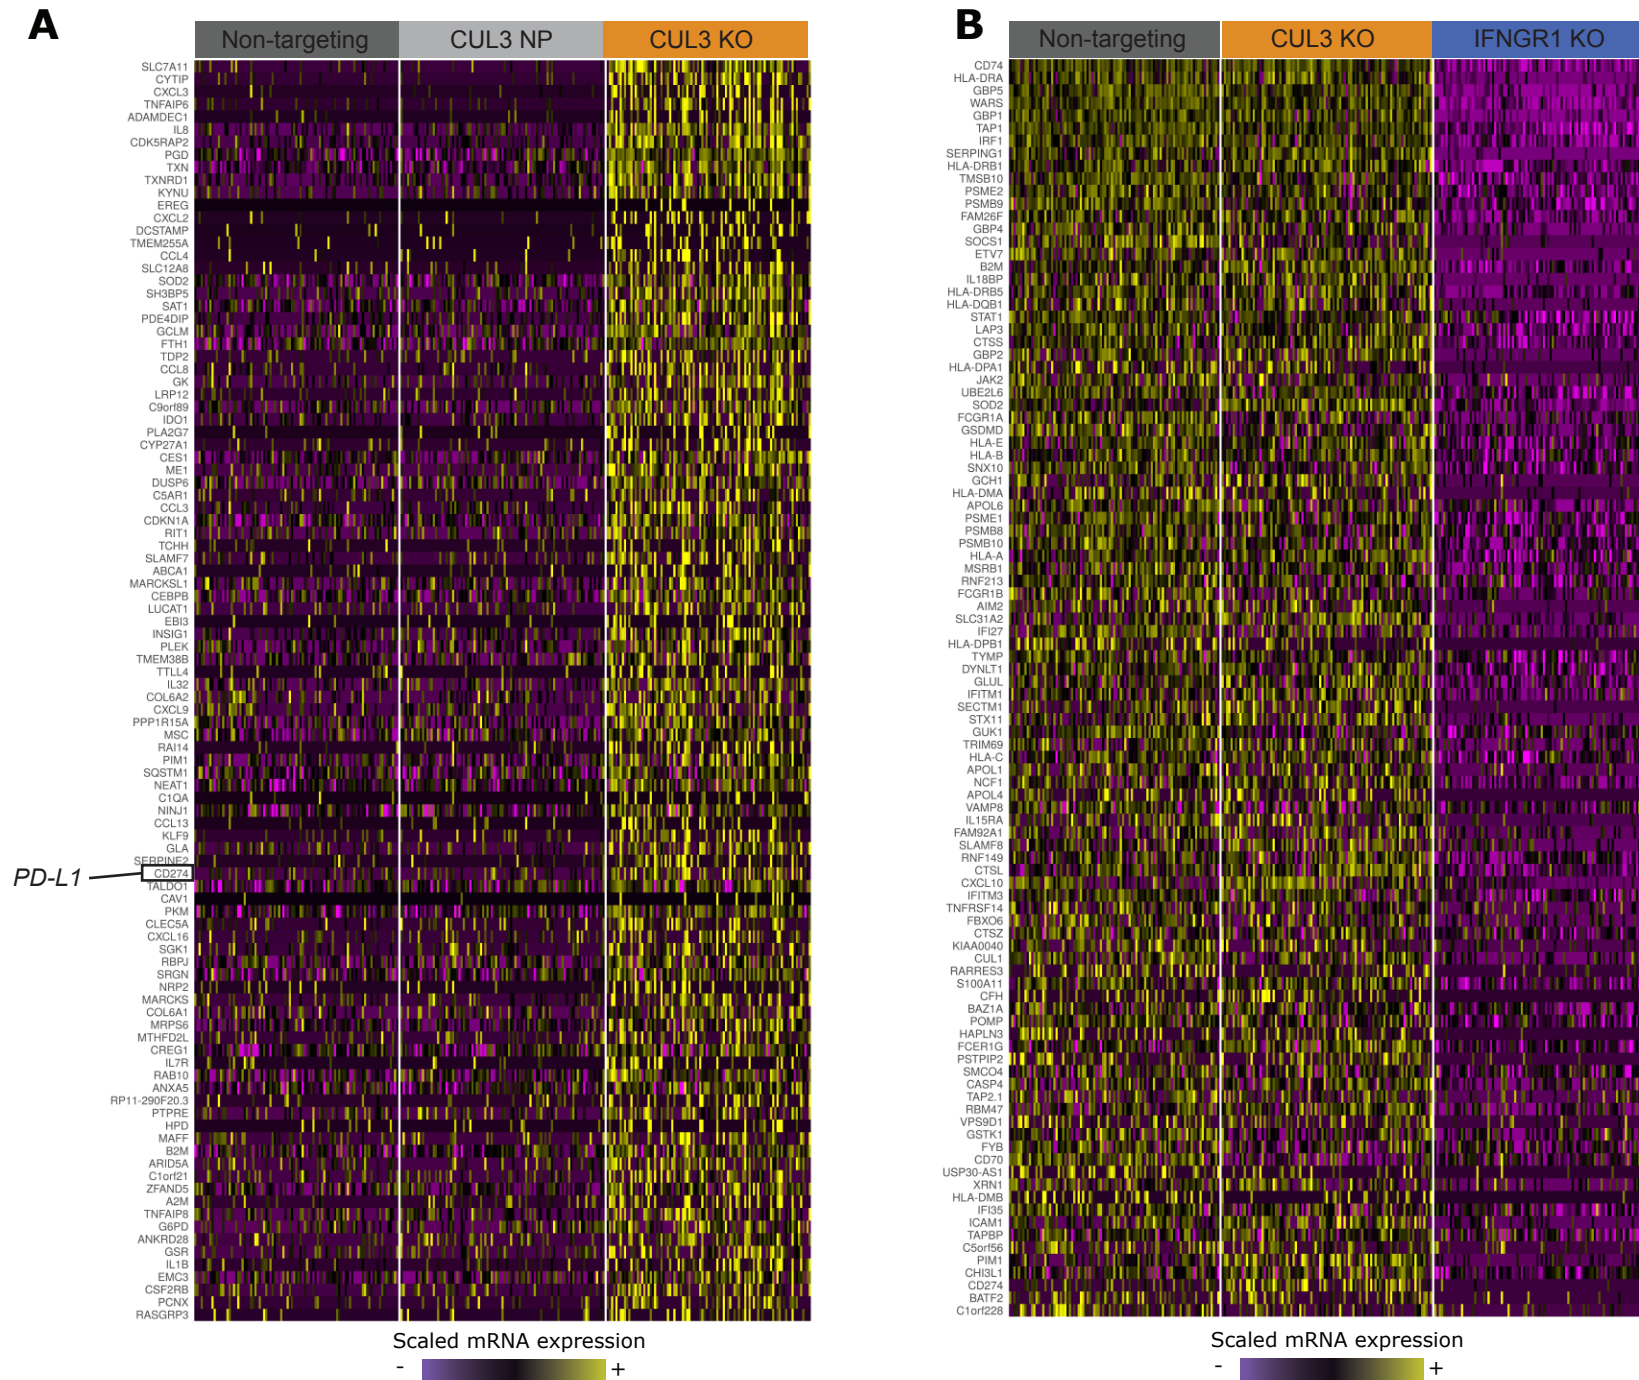 A
Non-targeting
CUL3 NP
CUL3 KO
SLC7A11
CYTIP
CXCL3
TNFAIP6
ADAMDEC1
IL8
CDK5RAP2
PGD
TXN
TXNRD1
KYNU
EREG
CXCL2
DCSTAMP
TMEM255A
CCL4
SLC12A8
SOD2
SH3BP5
SAT1
PDE4DIP
GCLM
FTH1
TDP2
CCL8
GK
LRP12
C9orf89
IDO1
PLA2G7
CYP27A1
CES1
ME1
DUSP6
C5AR1
CCL3
CDKN1A
RIT1
TCHH
SLAMF7
ABCA1
MARCKSL1
CEBPB
LUCAT1
EBI3
INSIG1
PLEK
TMEM38B
TTLL4
IL32
COL6A2
CXCL9
PPP1R15A
MSC
RAI14
PIM1
SQSTM1
NEAT1
C1QA
NINJ1
CCL13
KLF9
GLA
SERPINE2
PD-L1
CD274
TALDO1
CAV1
PKM
CLEC5A
CXCL16
SGK1
RBPJ
SRGN
NRP2
MARCKS
COL6A1
MRPS6
MTHFD2L
CREG1
IL7R
RAB10
ANXA5
RP11-290F20.3
PTPRE
HPD
MAFF
B2M
ARID5A
C1orf21
ZFAND5
A2M
TNFAIP8
G6PD
ANKRD28
GSR
IL1B
EMC3
CSF2RB
PCNX
RASGRP3
Scaled mRNA expression
- +
B
Non-targeting
CUL3 KO
IFNGR1 KO
CD74
HLA-DRA
GBP5
WARS
GBP1
TAP1
IRF1
SERPING1
HLA-DRB1
TMSB10
PSME2
PSMB9
FAM26F
GBP4
SOCS1
ETV7
B2M
IL18BP
HLA-DRB5
HLA-DQB1
STAT1
LAP3
CTSS
GBP2
HLA-DPA1
JAK2
UBE2L6
SOD2
FCGR1A
GSDMD
HLA-E
HLA-B
SNX10
GCH1
HLA-DMA
APOL6
PSME1
PSMB8
PSMB10
HLA-A
MSRB1
RNF213
FCGR1B
AIM2
SLC31A2
IFI27
HLA-DPB1
TYMP
DYNLT1
GLUL
IFITM1
SECTM1
STX11
GUK1
TRIM69
HLA-C
APOL1
NCF1
APOL4
VAMP8
IL15RA
FAM92A1
SLAMF8
RNF149
CTSL
CXCL10
IFITM3
TNFRSF14
FBXO6
CTSZ
KIAA0040
CUL1
RARRES3
S100A11
CFH
BAZ1A
POMP
HAPLN3
FCER1G
PSTPIP2
SMCO4
CASP4
TAP2.1
RBM47
VPS9D1
GSTK1
FYB
CD70
USP30-AS1
XRN1
HLA-DMB
IFI35
ICAM1
TAPBP
C5orf56
PIM1
CHI3L1
CD274
BATF2
C1orf228
Scaled mRNA expression
- +